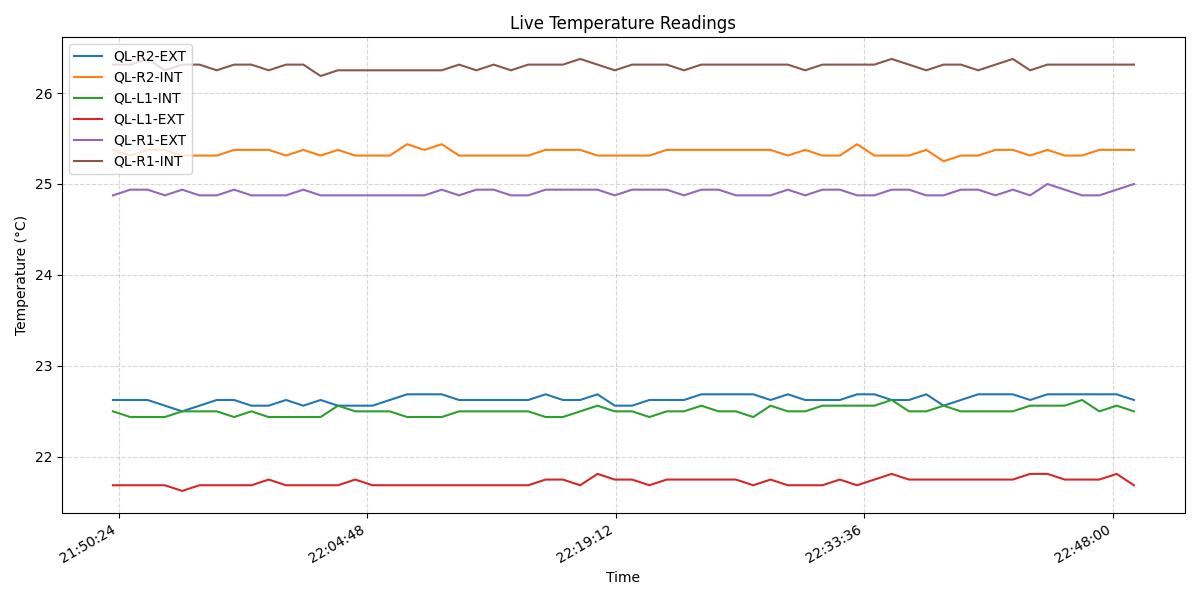 Live Temperature Readings
QL-R2-EXT
QL-R2-INT
QL-L1-INT
QL-L1-EXT
QL-R1-EXT
QL-R1-INT
Temperature (°C)
26
25
24
23
22
21:50:24
22:04:48
22:19:12
22:33:36
22:48:00
Time